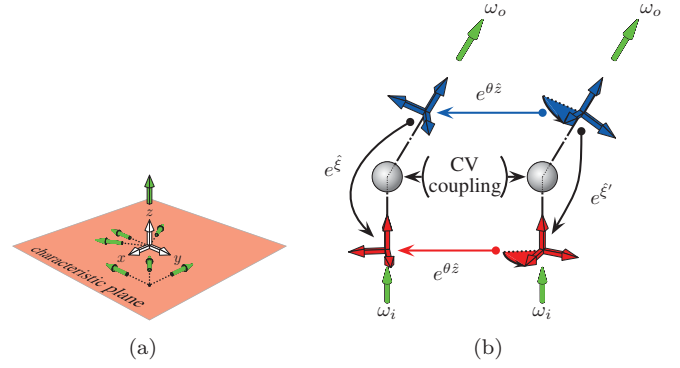 z
x
y
characteristic plane
(a)
ω_o
ω_o
e^{θẑ}
e^{ξ̂}
CV
coupling
e^{ξ̂′}
e^{θẑ}
ω_i
ω_i
(b)